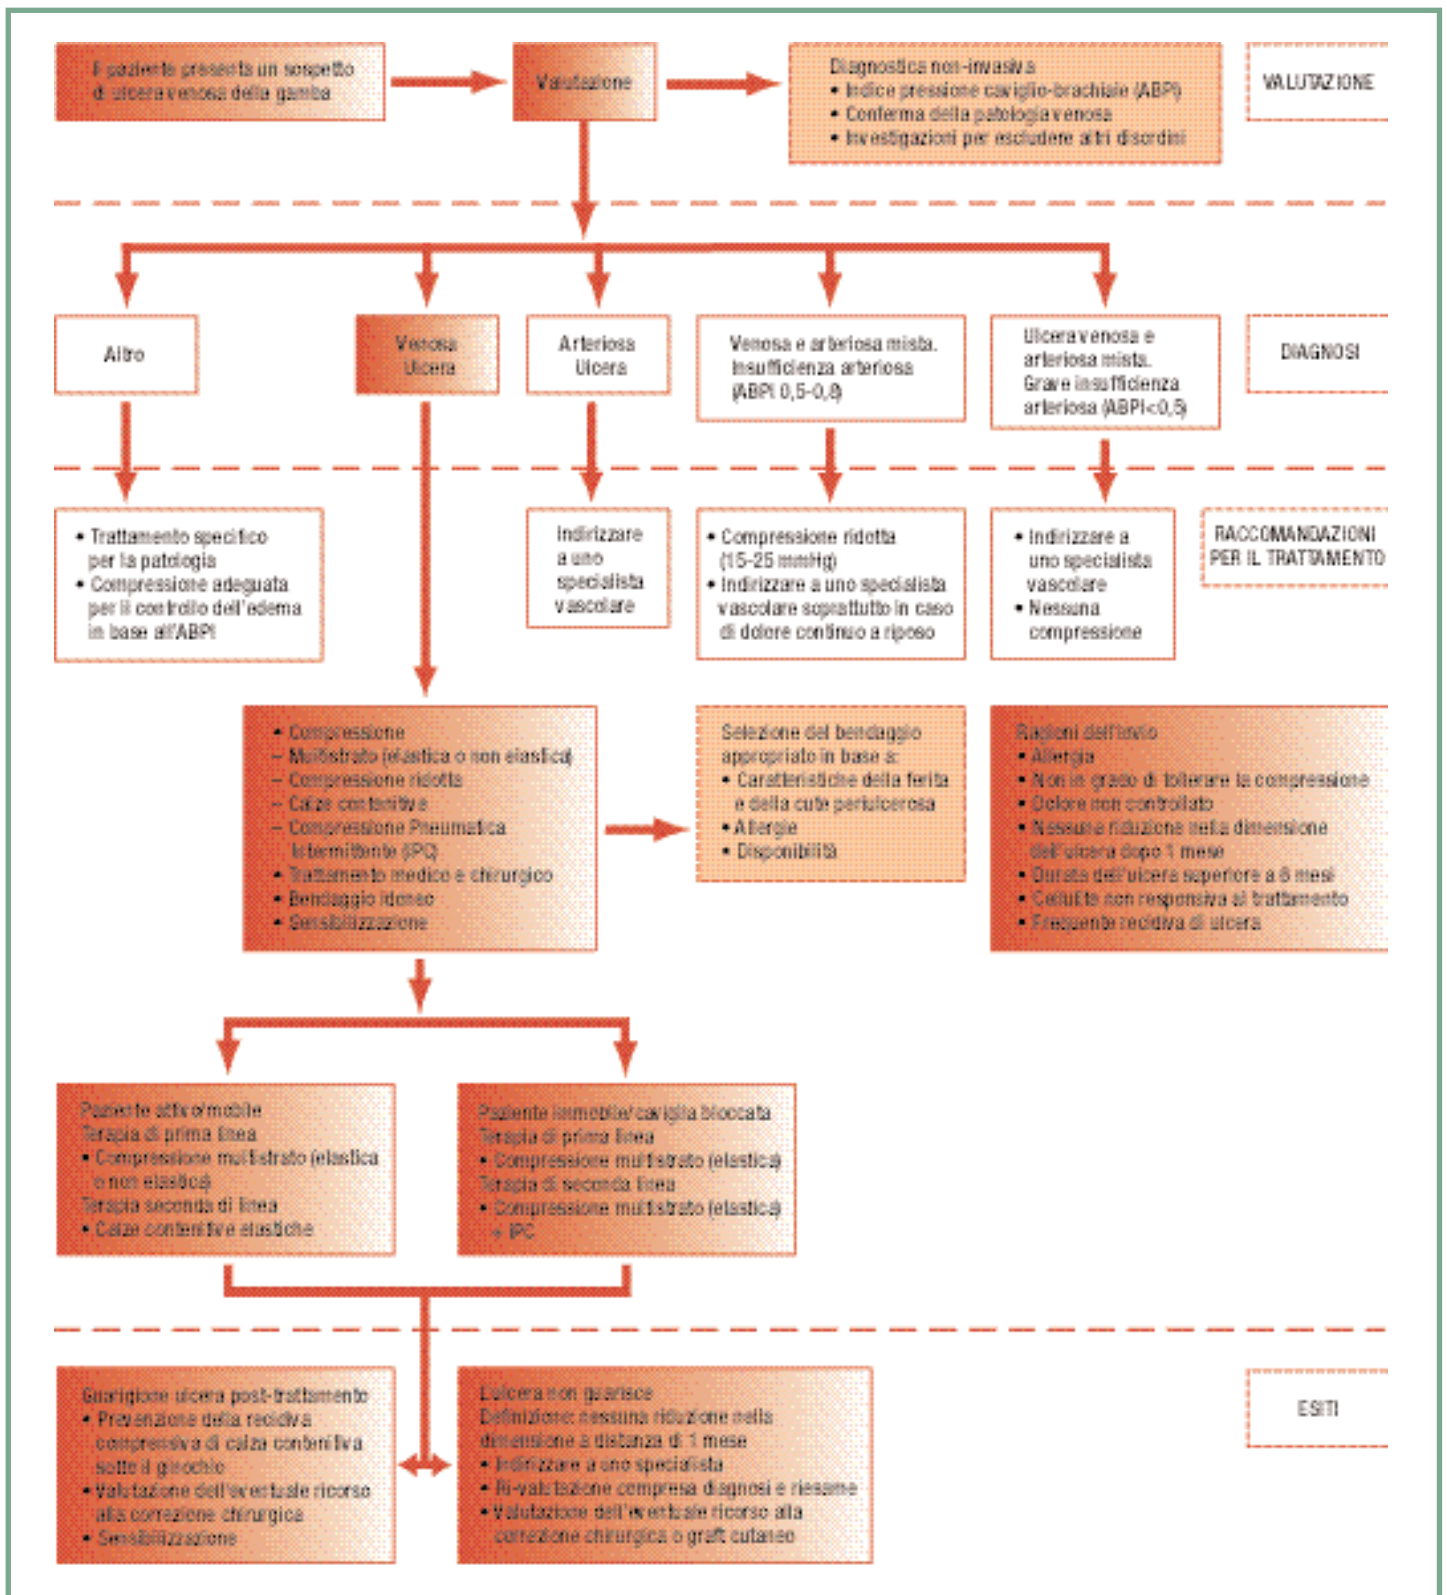 Il paziente presenta un sospetto
di ulcera venosa della gamba
Valutazione
Diagnostica non-invasiva
• Indice pressione caviglio-brachiale (ABPI)
• Conferma della patologia venosa
• Investigazioni per escludere altri disordini
VALUTAZIONE
Altro
Venosa
Ulcera
Arteriosa
Ulcera
Venosa e arteriosa mista.
Insufficienza arteriosa
(ABPI 0,5-0,8)
Ulcera venosa e
arteriosa mista.
Grave insufficienza
arteriosa (ABPI<0,5)
DIAGNOSI
• Trattamento specifico
per la patologia
• Compressione adeguata
per il controllo dell'edema
in base all'ABPI
Indirizzare
a uno
specialista
vascolare
• Compressione ridotta
(15-25 mmHg)
• Indirizzare a uno specialista
vascolare soprattutto in caso
di dolore continuo a riposo
• Indirizzare a
uno specialista
vascolare
• Nessuna
compressione
RACCOMANDAZIONI
PER IL TRATTAMENTO
• Compressione
– Multistrato (elastica o non elastica)
– Compressione ridotta
– Calze contenitive
– Compressione Pneumatica
Intermittente (IPC)
• Trattamento medico e chirurgico
• Bendaggio idoneo
• Sensibilizzazione
Selezione del bendaggio
appropriato in base a:
• Caratteristiche della ferita
e della cute periulcerosa
• Allergie
• Disponibilità
Ragioni dell'invio
• Allergia
• Non in grado di tollerare la compressione
• Dolore non controllato
• Nessuna riduzione nella dimensione
dell'ulcera dopo 1 mese
• Durata dell'ulcera superiore a 6 mesi
• Cellulite non responsiva al trattamento
• Frequente recidiva di ulcera
Paziente attivo/mobile
Terapia di prima linea
• Compressione multistrato (elastica
o non elastica)
Terapia seconda di linea
• Calze contenitive elastiche
Paziente immobile/caviglia bloccata
Terapia di prima linea
• Compressione multistrato (elastica)
Terapia di seconda linea
• Compressione multistrato (elastica)
+ IPC
Guarigione ulcera post-trattamento
• Prevenzione della recidiva
comprensiva di calza contenitiva
sotto il ginocchio
• Valutazione dell'eventuale ricorso
alla correzione chirurgica
• Sensibilizzazione
L'ulcera non guarisce
Definizione: nessuna riduzione nella
dimensione a distanza di 1 mese
• Indirizzare a uno specialista
• Ri-valutazione compresa diagnosi e riesame
• Valutazione dell'eventuale ricorso alla
correzione chirurgica o graft cutaneo
ESITI